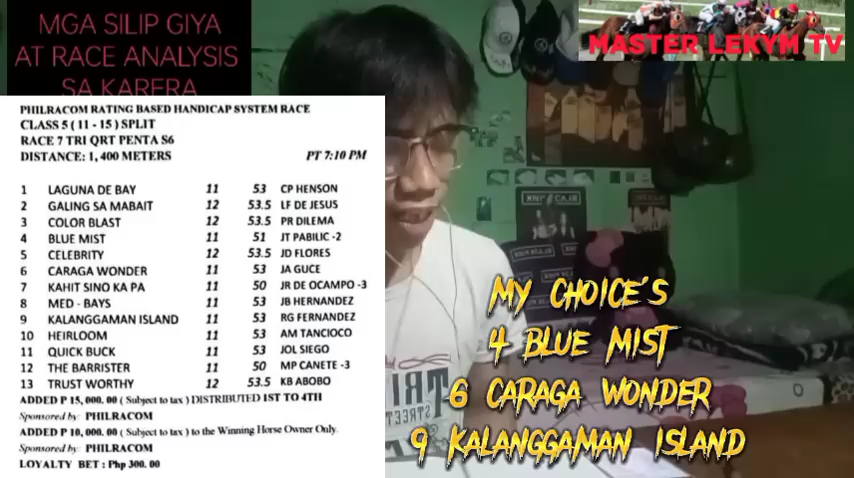 MGA SILIP GIYA
AT RACE ANALYSIS
SA KARERA
MASTER LEKYM TV
PHILRACOM RATING BASED HANDICAP SYSTEM RACE
CLASS 5 ( 11 - 15 ) SPLIT
RACE 7 TRI QRT PENTA S6
DISTANCE: 1, 400 METERS PT 7:10 PM
1 LAGUNA DE BAY 11 53 CP HENSON
2 GALING SA MABAIT 12 53.5 LF DE JESUS
3 COLOR BLAST 12 53.5 PR DILEMA
4 BLUE MIST 11 51 JT PABILIC -2
5 CELEBRITY 12 53.5 JD FLORES
6 CARAGA WONDER 11 53 JA GUCE
7 KAHIT SINO KA PA 11 50 JR DE OCAMPO -3
8 MED - BAYS 11 53 JB HERNANDEZ
9 KALANGGAMAN ISLAND 11 53 RG FERNANDEZ
10 HEIRLOOM 11 53 AM TANCIOCO
11 QUICK BUCK 11 53 JOL SIEGO
12 THE BARRISTER 11 50 MP CANETE -3
13 TRUST WORTHY 12 53.5 KB ABOBO
ADDED P 15, 000. 00 ( Subject to tax ) DISTRIBUTED 1ST TO 4TH
Sponsored by: PHILRACOM
ADDED P 10, 000. 00 ( Subject to tax ) to the Winning Horse Owner Only.
Sponsored by: PHILRACOM
LOYALTY BET : Php 300. 00
MY CHOICE'S
4 BLUE MIST
6 CARAGA WONDER
9 KALANGGAMAN ISLAND